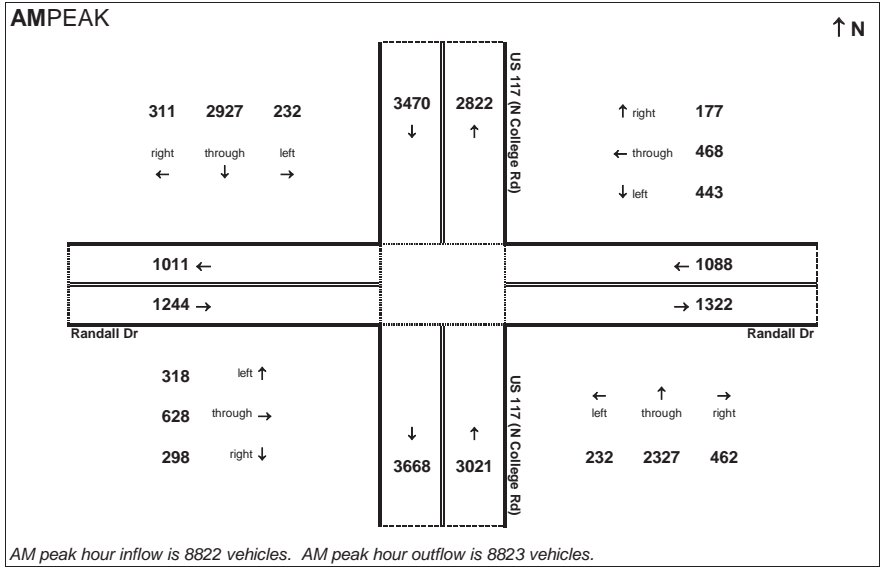 AMPEAK
↑ N
311 2927 232
right through left
← ↓ →
3470 2822
↓ ↑
US 117 (N College Rd)
↑ right 177
← through 468
↓ left 443
1011 ←
← 1088
1244 →
→ 1322
Randall Dr
Randall Dr
318 left ↑
628 through →
298 right ↓
↓ ↑
3668 3021
US 117 (N College Rd)
← ↑ →
left through right
232 2327 462
AM peak hour inflow is 8822 vehicles. AM peak hour outflow is 8823 vehicles.